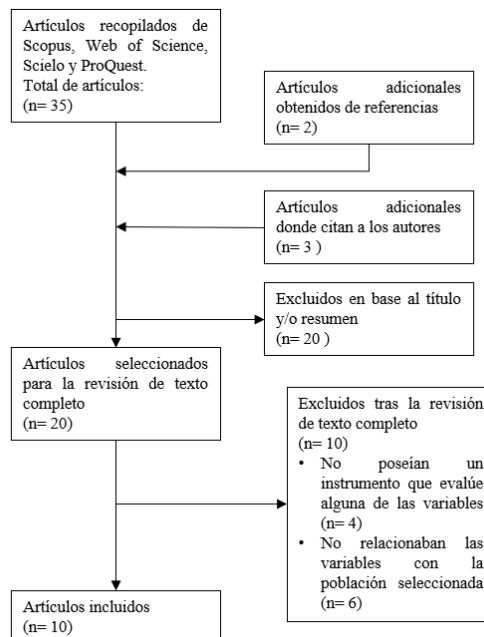 Artículos recopilados de
Scopus, Web of Science,
Scielo y ProQuest.
Total de artículos:
(n= 35)
Artículos adicionales
obtenidos de referencias
(n= 2)
Artículos adicionales
donde citan a los autores
(n= 3 )
Excluidos en base al título
y/o resumen
(n= 20 )
Artículos seleccionados
para la revisión de texto
completo
(n= 20)
Excluidos tras la revisión
de texto completo
(n= 10)
• No poseían un
instrumento que evalúe
alguna de las variables
(n= 4)
• No relacionaban las
variables con la
población seleccionada
(n= 6)
Artículos incluidos
(n= 10)